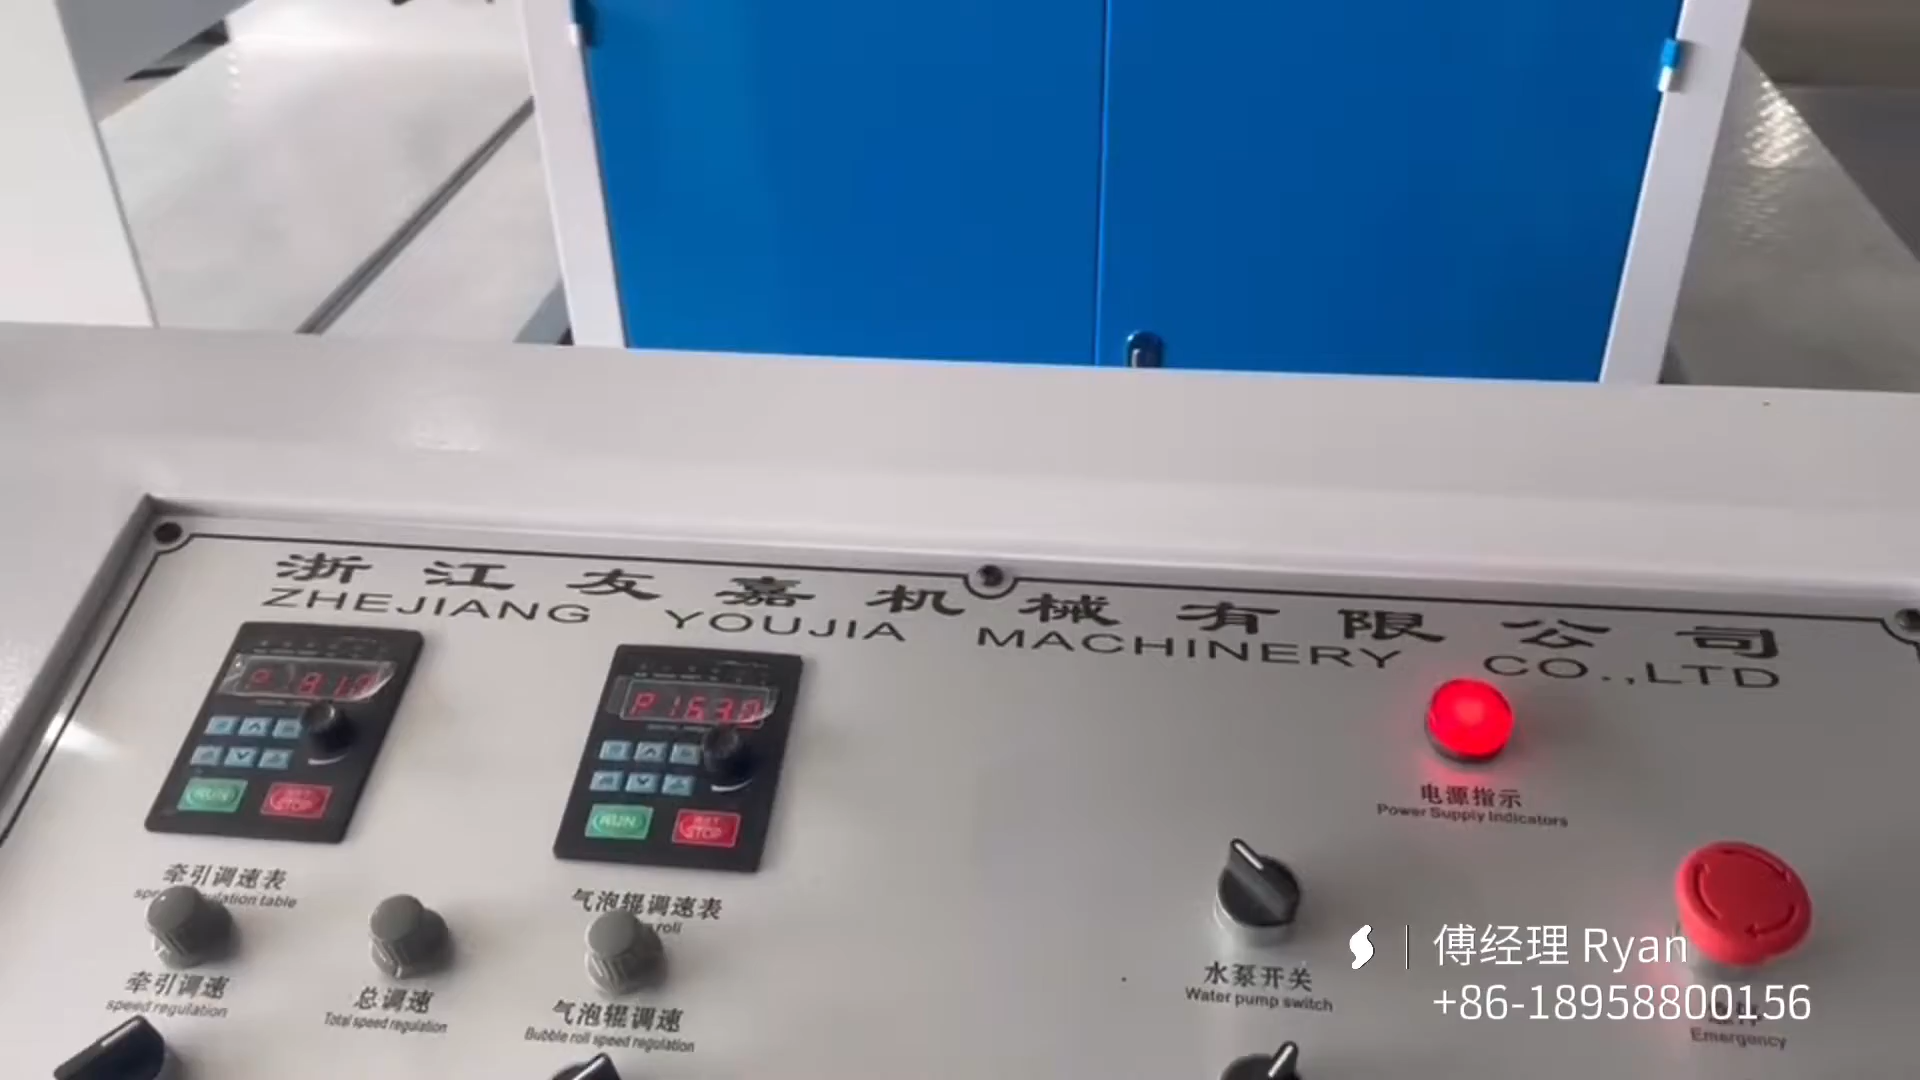 浙江友嘉机械有限公司
ZHEJIANG YOUJIA MACHINERY CO.,LTD
P 163.0
RUN
STOP
RUN
STOP
电源指示
Power Supply Indicators
牵引调速表
气泡辊调速表
牵引调速
speed regulation
总调速
Total speed regulation
气泡辊调速
Bubble roll speed regulation
水泵开关
Water pump switch
Emergency
傅经理 Ryan
+86-18958800156